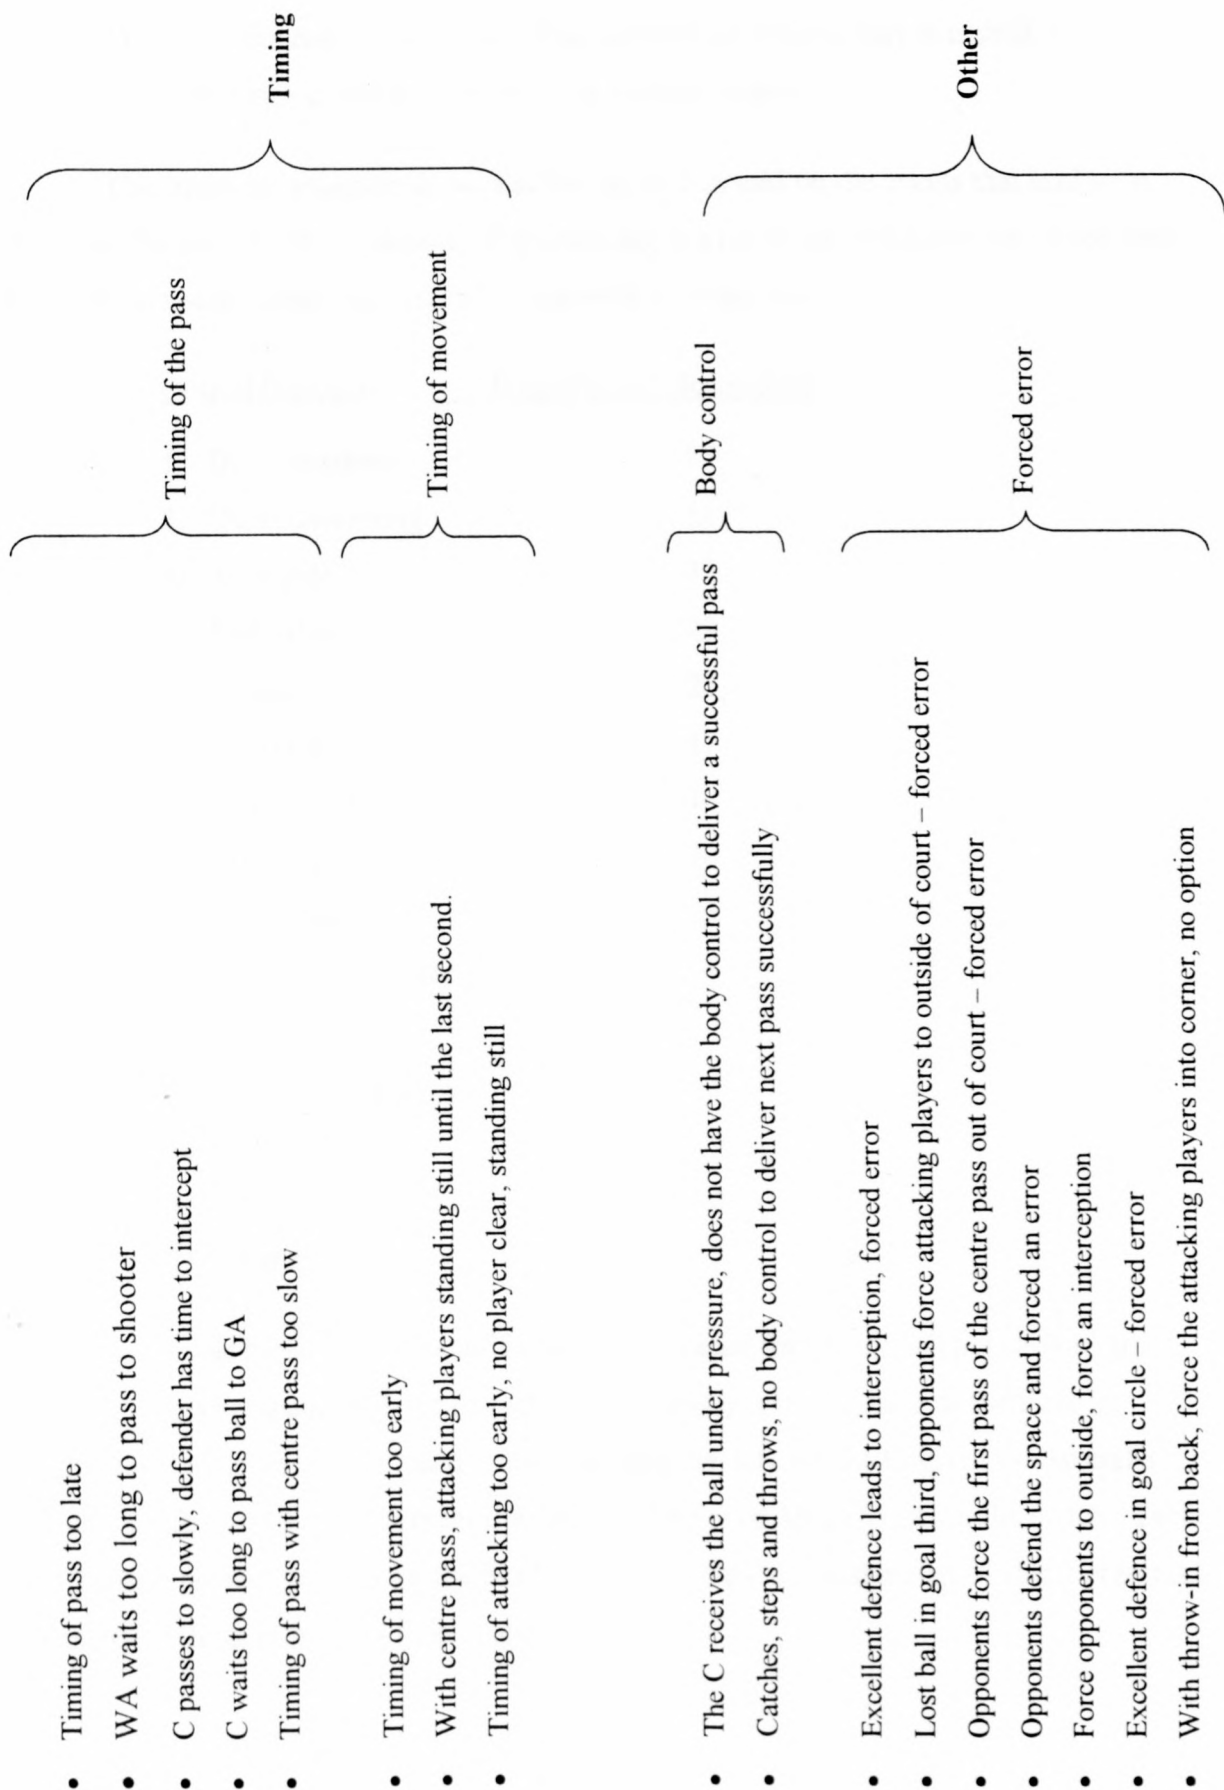 • Timing of pass too late
• WA waits too long to pass to shooter
• C passes to slowly, defender has time to intercept
• C waits too long to pass ball to GA
• Timing of pass with centre pass too slow
Timing of the pass
• Timing of movement too early
• With centre pass, attacking players standing still until the last second.
• Timing of attacking too early, no player clear, standing still
Timing of movement
Timing
• The C receives the ball under pressure, does not have the body control to deliver a successful pass
• Catches, steps and throws, no body control to deliver next pass successfully
Body control
• Excellent defence leads to interception, forced error
• Lost ball in goal third, opponents force attacking players to outside of court – forced error
• Opponents force the first pass of the centre pass out of court – forced error
• Opponents defend the space and forced an error
• Force opponents to outside, force an interception
• Excellent defence in goal circle – forced error
• With throw-in from back, force the attacking players into corner, no option
Forced error
Other